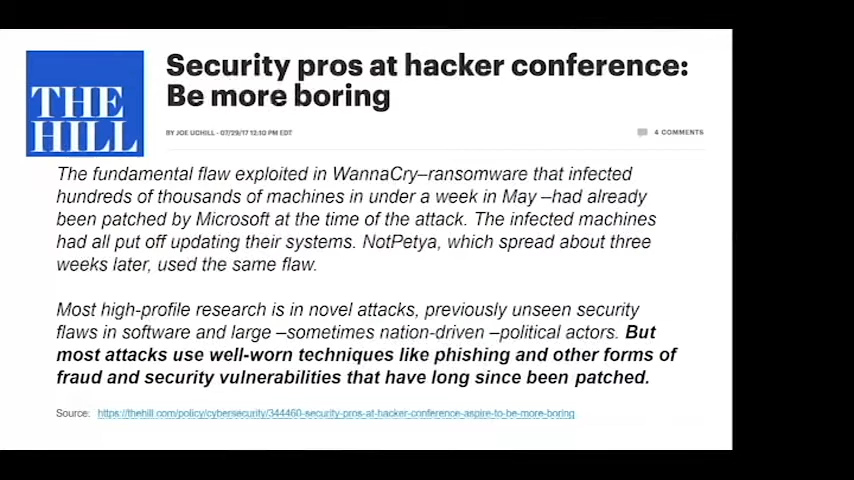 THE
HILL
Security pros at hacker conference:
Be more boring
BY JOE UCHILL - 07/29/17 12:10 PM EDT
4 COMMENTS
The fundamental flaw exploited in WannaCry–ransomware that infected
hundreds of thousands of machines in under a week in May –had already
been patched by Microsoft at the time of the attack. The infected machines
had all put off updating their systems. NotPetya, which spread about three
weeks later, used the same flaw.
Most high-profile research is in novel attacks, previously unseen security
flaws in software and large –sometimes nation-driven –political actors. But
most attacks use well-worn techniques like phishing and other forms of
fraud and security vulnerabilities that have long since been patched.
Source: https://thehill.com/policy/cybersecurity/344460-security-pros-at-hacker-conference-aspire-to-be-more-boring